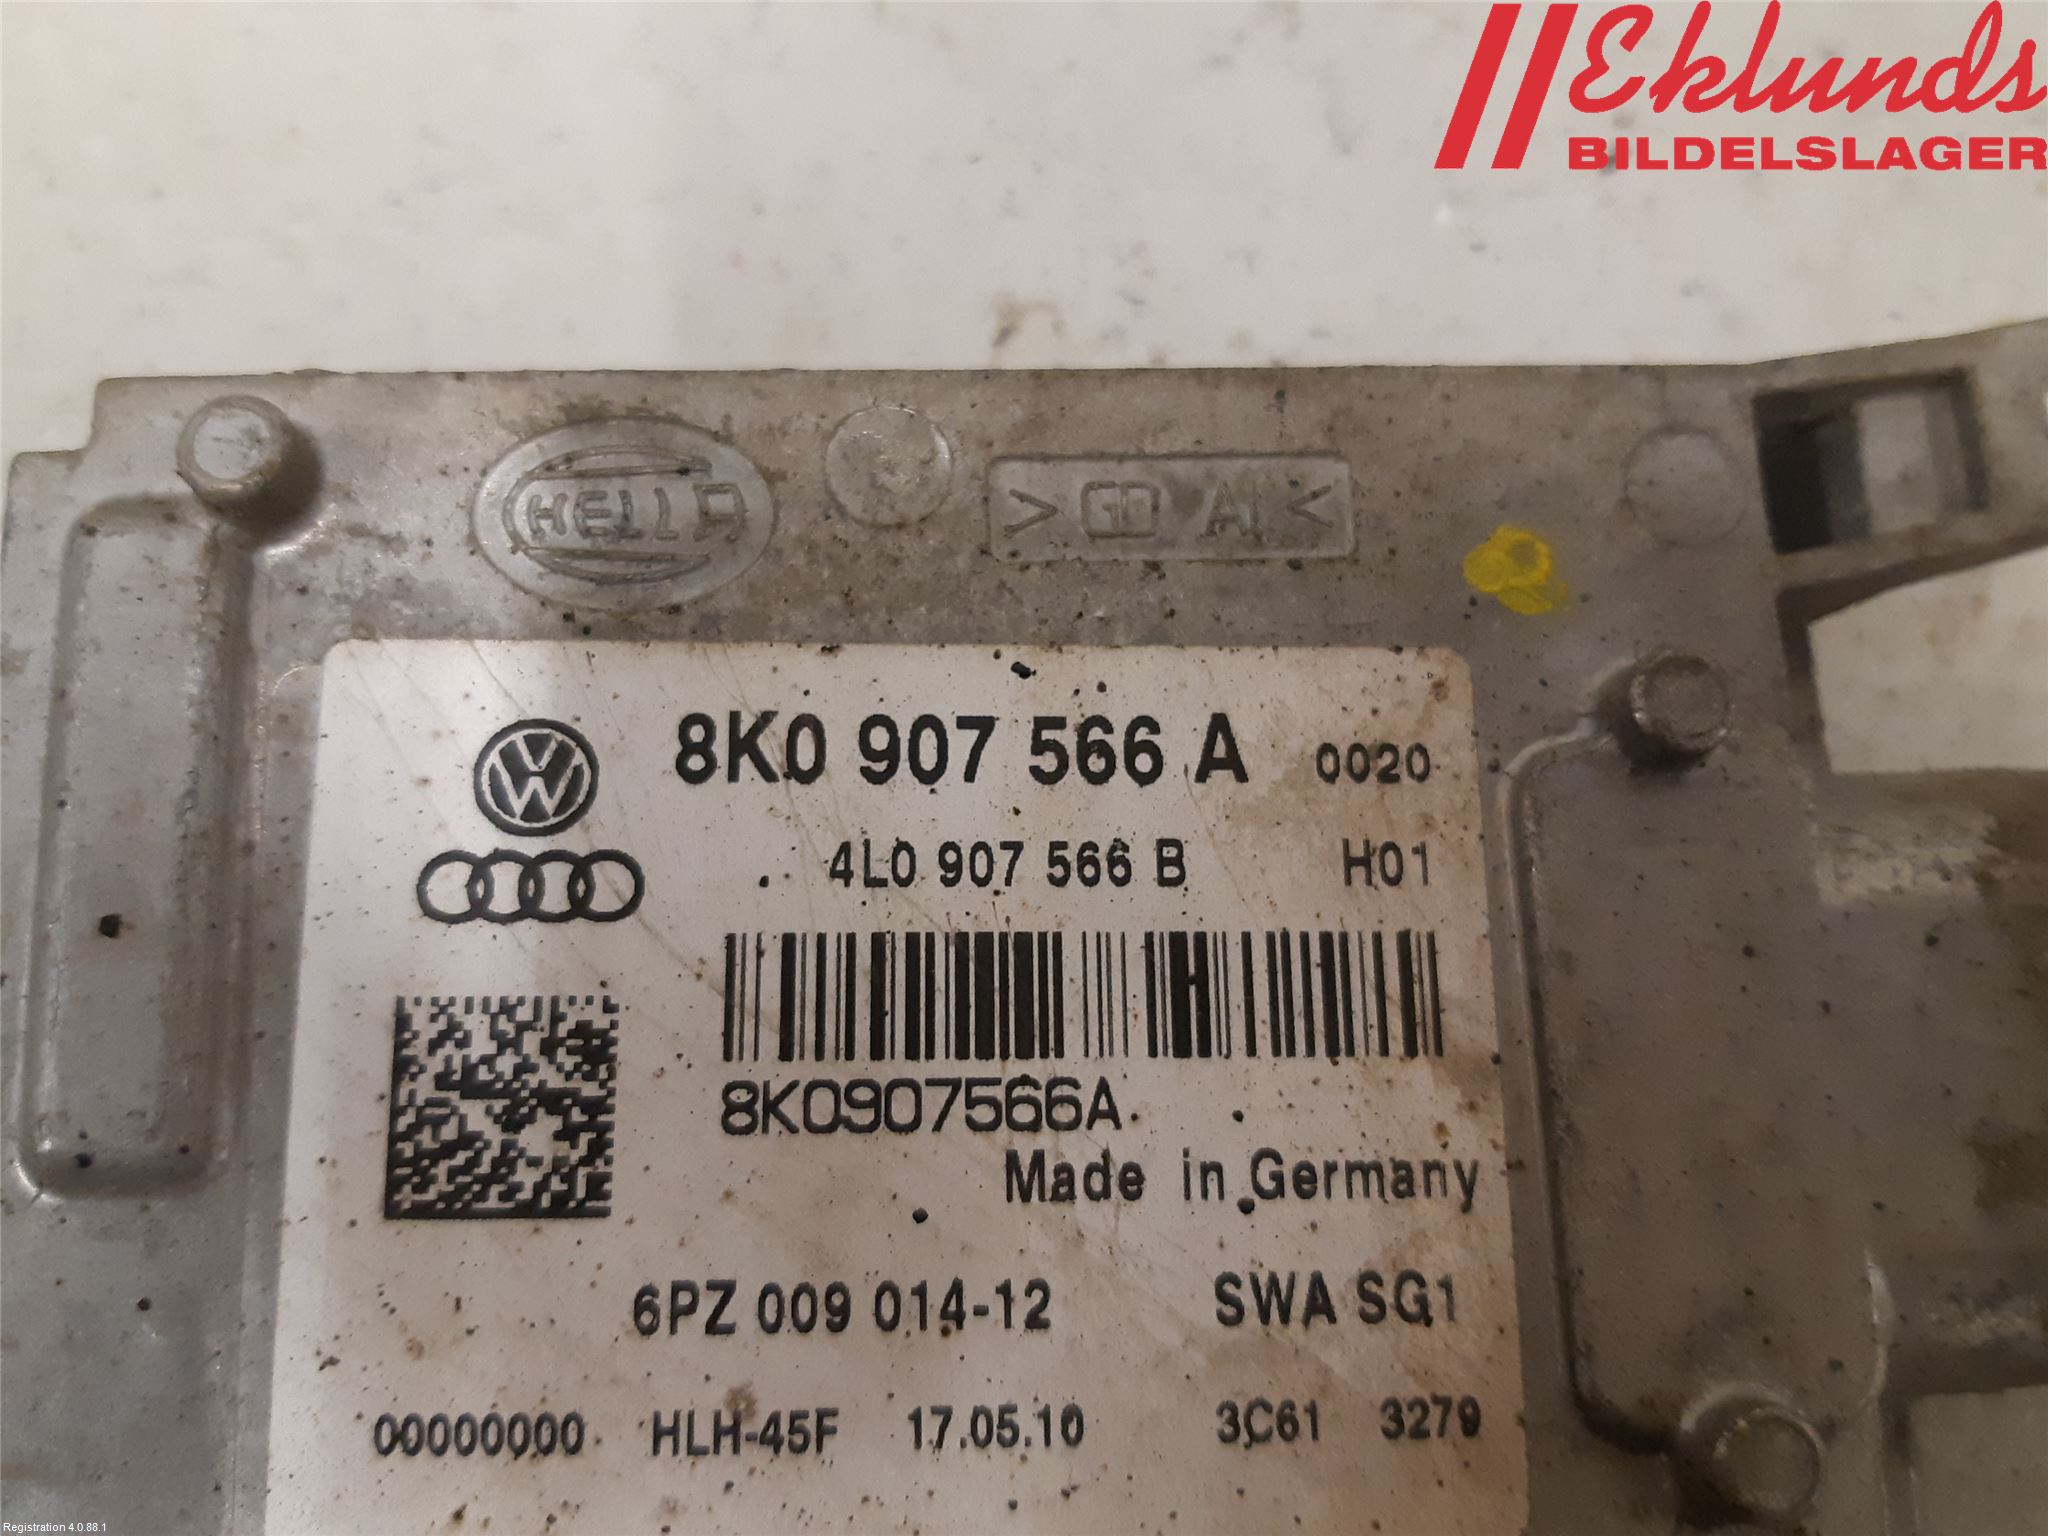 Eklunds
BILDELSLAGER
HELLA
> GD Al <
8K0 907 566 A 0020
4L0 907 566 B H01
8K0907566A
Made in Germany
6PZ 009 014-12 SWA SG1
00000000 HLH-45F 17.05.10 3C61 3279
Registration 4.0.88.1